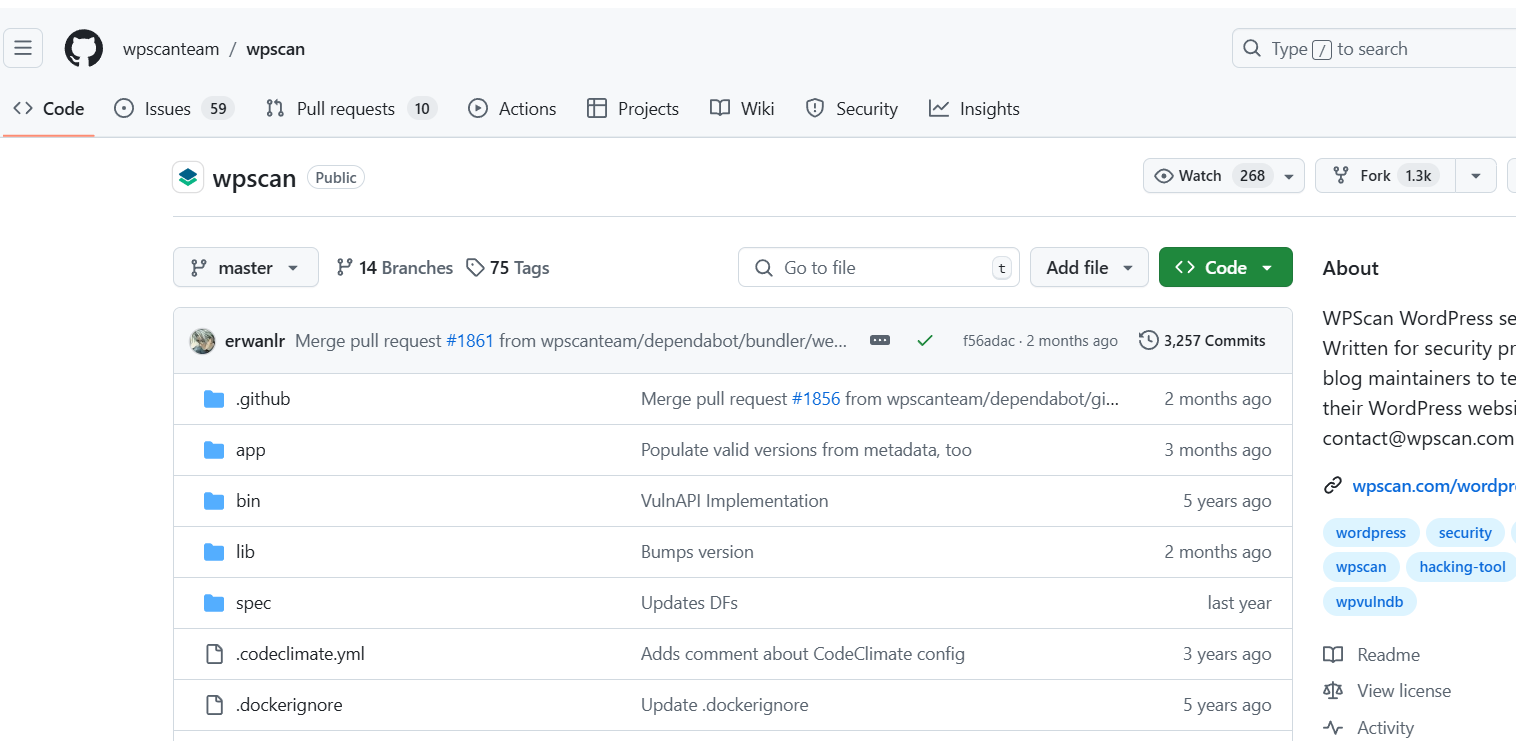 wpscanteam / wpscan
Type / to search
Code Issues 59 Pull requests 10 Actions Projects Wiki Security Insights
wpscan Public
Watch 268 Fork 1.3k
master 14 Branches 75 Tags
Go to file t Add file Code
erwanlr Merge pull request #1861 from wpscanteam/dependabot/bundler/we... f56adac · 2 months ago 3,257 Commits
.github Merge pull request #1856 from wpscanteam/dependabot/gi... 2 months ago
app Populate valid versions from metadata, too 3 months ago
bin VulnAPI Implementation 5 years ago
lib Bumps version 2 months ago
spec Updates DFs last year
.codeclimate.yml Adds comment about CodeClimate config 3 years ago
.dockerignore Update .dockerignore 5 years ago
About
WPScan WordPress se
Written for security pr
blog maintainers to te
their WordPress websi
contact@wpscan.com
wpscan.com/wordpr
wordpress security
wpscan hacking-tool
wpvulndb
Readme
View license
Activity